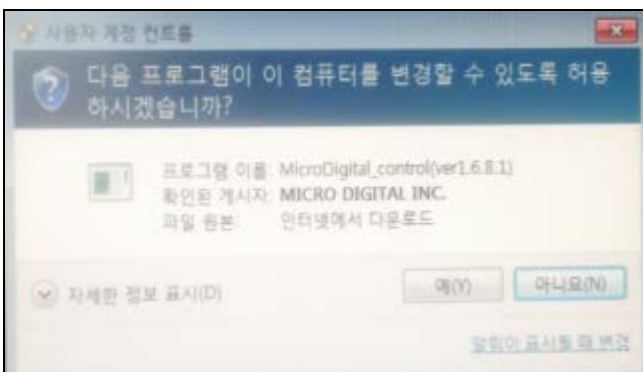 사용자 계정 컨트롤
다음 프로그램이 이 컴퓨터를 변경할 수 있도록 허용
하시겠습니까?
프로그램 이름: MicroDigital_control(ver1.6.8.1)
확인된 게시자: MICRO DIGITAL INC.
파일 원본: 인터넷에서 다운로드
자세한 정보 표시(D)
예(Y)
아니요(N)
알림이 표시될 때 변경